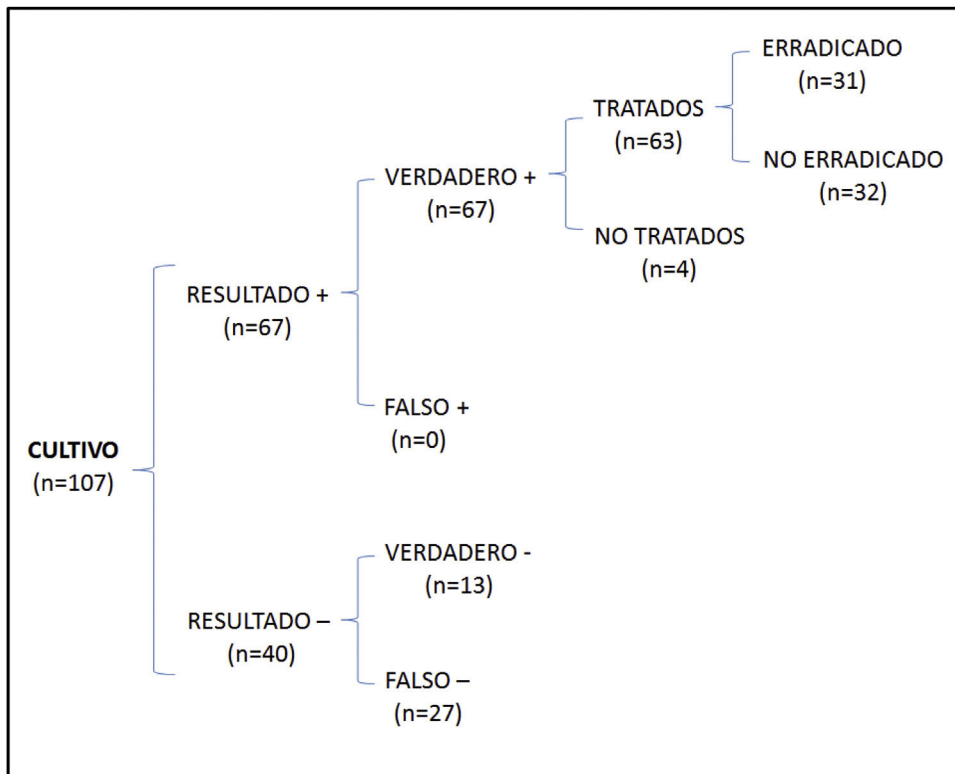 ERRADICADO
(n=31)
TRATADOS
(n=63)
NO ERRADICADO
(n=32)
VERDADERO +
(n=67)
NO TRATADOS
(n=4)
RESULTADO +
(n=67)
FALSO +
(n=0)
CULTIVO
(n=107)
VERDADERO -
(n=13)
RESULTADO –
(n=40)
FALSO –
(n=27)